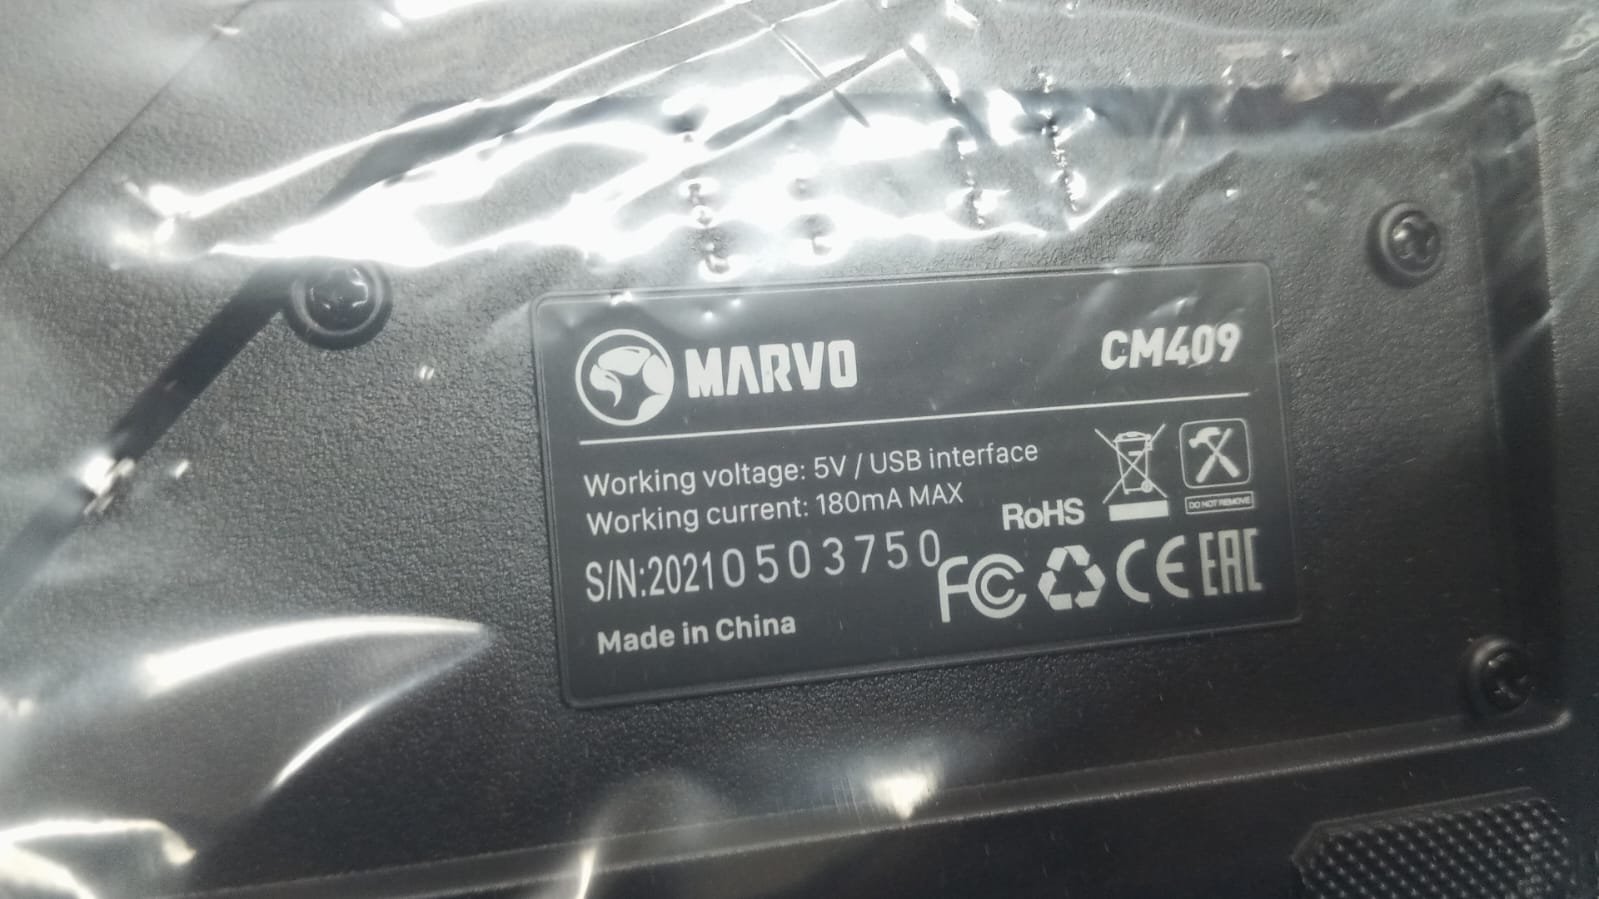 MARVO
CM409
Working voltage: 5V / USB interface
Working current: 180mA MAX
RoHS
DO NOT REMOVE
S/N:20210503750
FC CE EAC
Made in China